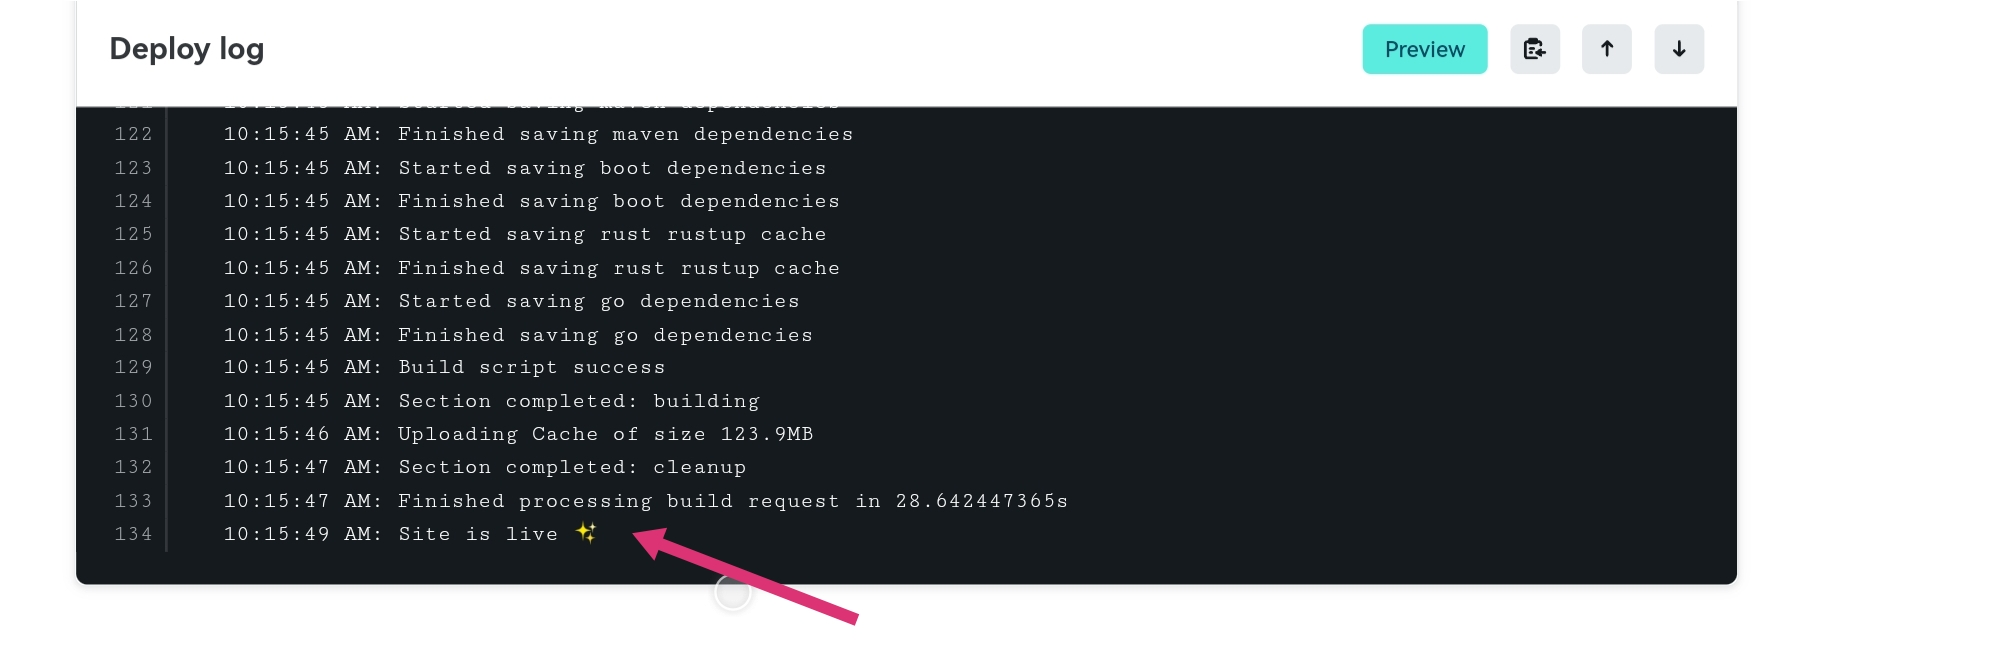 Deploy log
Preview
122 10:15:45 AM: Finished saving maven dependencies
123 10:15:45 AM: Started saving boot dependencies
124 10:15:45 AM: Finished saving boot dependencies
125 10:15:45 AM: Started saving rust rustup cache
126 10:15:45 AM: Finished saving rust rustup cache
127 10:15:45 AM: Started saving go dependencies
128 10:15:45 AM: Finished saving go dependencies
129 10:15:45 AM: Build script success
130 10:15:45 AM: Section completed: building
131 10:15:46 AM: Uploading Cache of size 123.9MB
132 10:15:47 AM: Section completed: cleanup
133 10:15:47 AM: Finished processing build request in 28.642447365s
134 10:15:49 AM: Site is live ✨